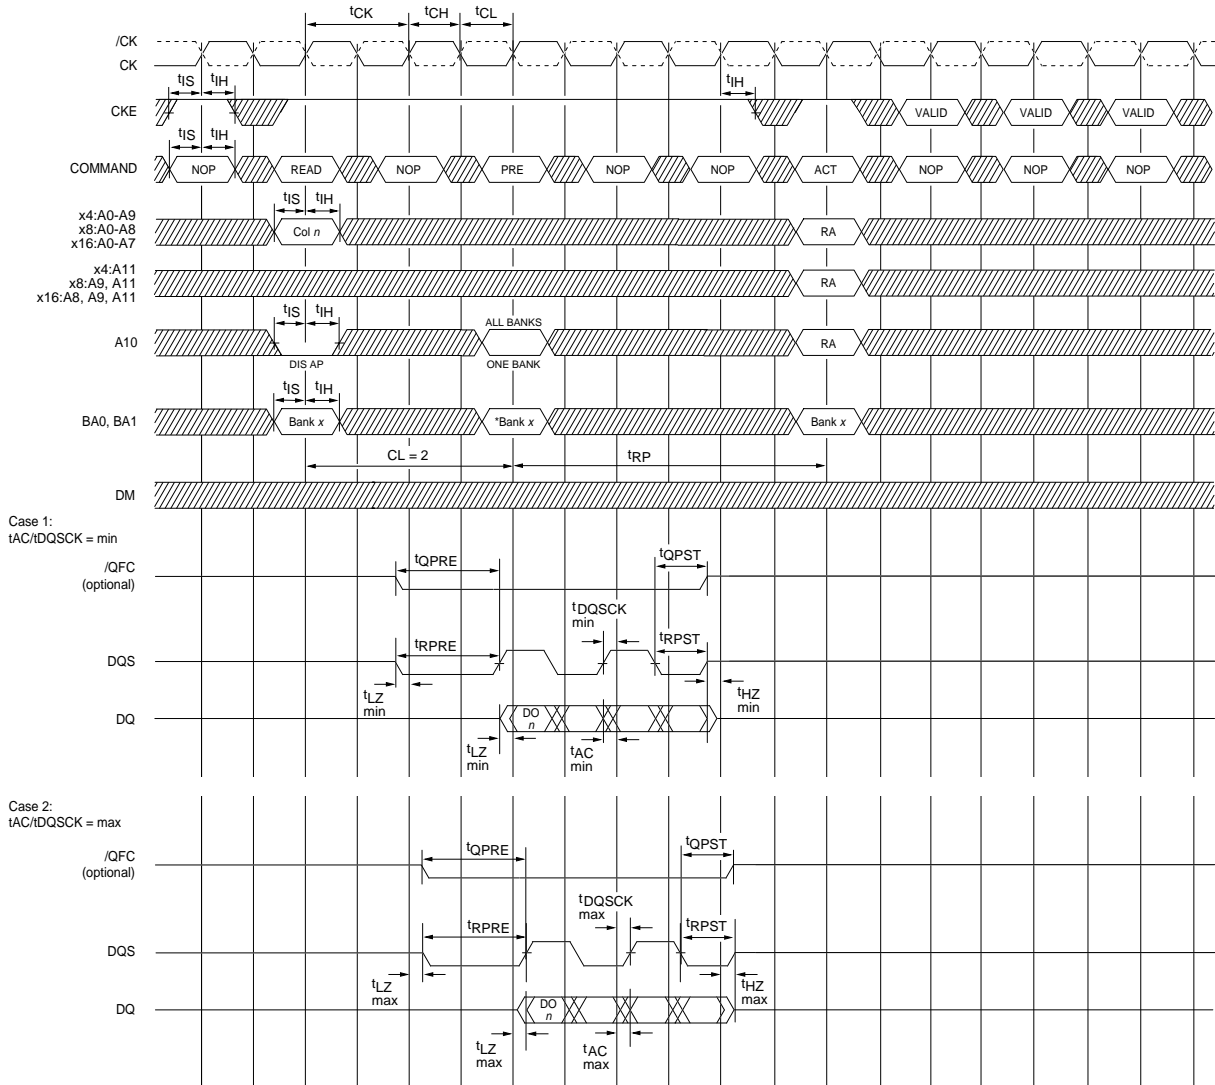 tCK tCH tCL
/CK
CK
tIS tIH tIH
CKE VALID VALID VALID
tIS tIH
COMMAND NOP READ NOP PRE NOP NOP ACT NOP NOP NOP
tIS tIH
x4:A0-A9
x8:A0-A8
x16:A0-A7
Col n RA
x4:A11
x8:A9, A11
x16:A8, A9, A11
RA
tIS tIH ALL BANKS
A10 RA
DIS AP ONE BANK
tIS tIH
BA0, BA1 Bank x *Bank x Bank x
CL = 2 tRP
DM
Case 1:
tAC/tDQSCK = min
tQPRE tQPST
/QFC
(optional)
tDQSCK
min
tRPRE tRPST
DQS
tLZ
min
tHZ
min
DQ DO
n
tLZ
min
tAC
min
Case 2:
tAC/tDQSCK = max
tQPRE tQPST
/QFC
(optional)
tDQSCK
max
tRPRE tRPST
DQS
tLZ
max
tHZ
max
DQ DO
n
tLZ
max
tAC
max